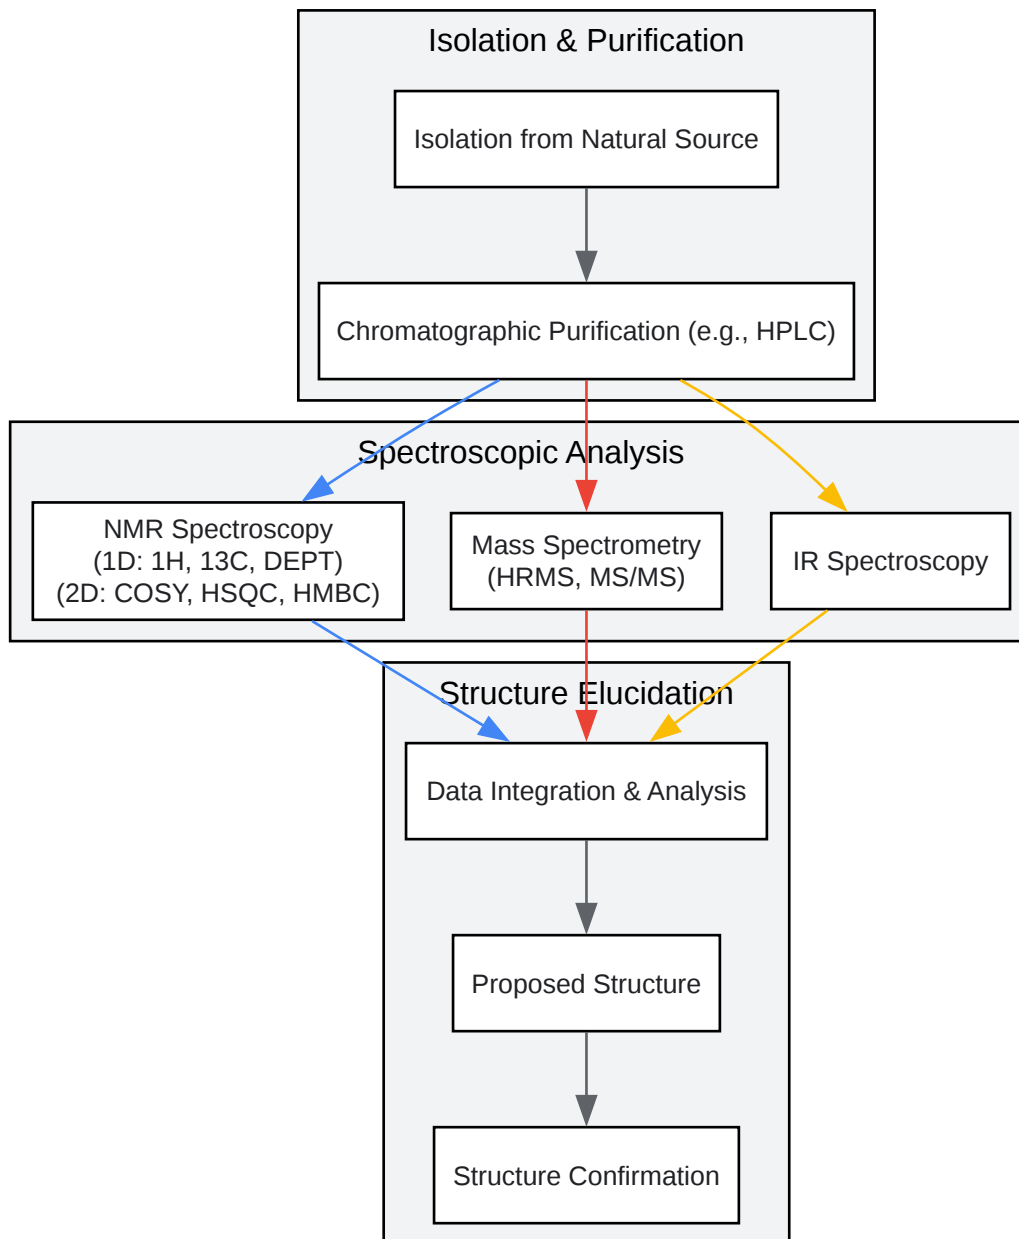 Isolation & Purification
Isolation from Natural Source
Chromatographic Purification (e.g., HPLC)
Spectroscopic Analysis
NMR Spectroscopy
(1D: 1H, 13C, DEPT)
(2D: COSY, HSQC, HMBC)
Mass Spectrometry
(HRMS, MS/MS)
IR Spectroscopy
Structure Elucidation
Data Integration & Analysis
Proposed Structure
Structure Confirmation